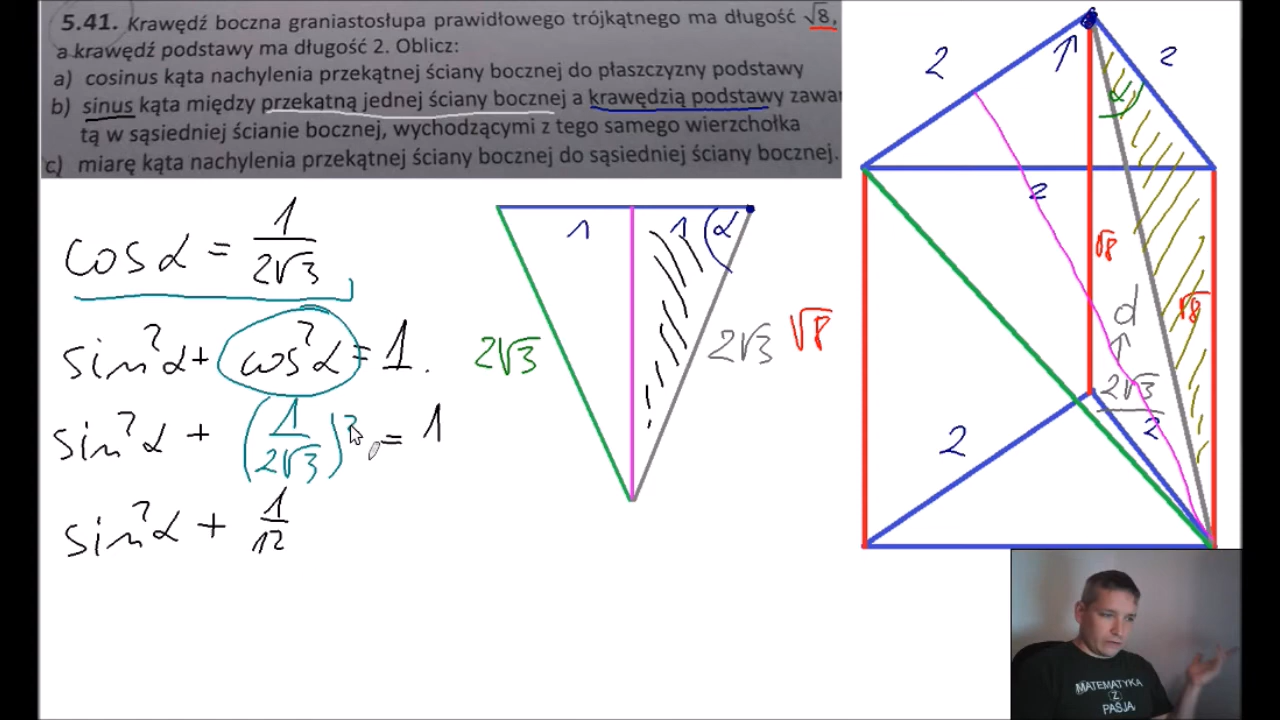 5.41. Krawędź boczna graniastosłupa prawidłowego trójkątnego ma długość √8,
a krawędź podstawy ma długość 2. Oblicz:
a) cosinus kąta nachylenia przekątnej ściany bocznej do płaszczyzny podstawy
b) sinus kąta między przekątną jednej ściany bocznej a krawędzią podstawy zawar
tą w sąsiedniej ścianie bocznej, wychodzącymi z tego samego wierzchołka
c) miarę kąta nachylenia przekątnej ściany bocznej do sąsiedniej ściany bocznej.
cos α = 1/(2√3)
sin²α + cos²α = 1.
sin²α + (1/(2√3))² = 1
sin²α + 1/12
1 1 α
2√3 2√3 √8
2 2
α
2
√8 √8
d
2√3
2 2
MATEMATYKA
Z
PASJĄ